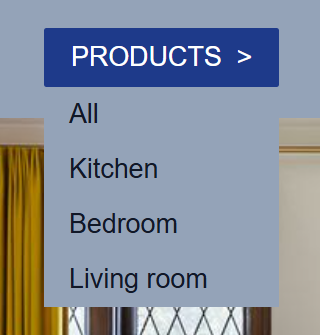 PRODUCTS >
All
Kitchen
Bedroom
Living room